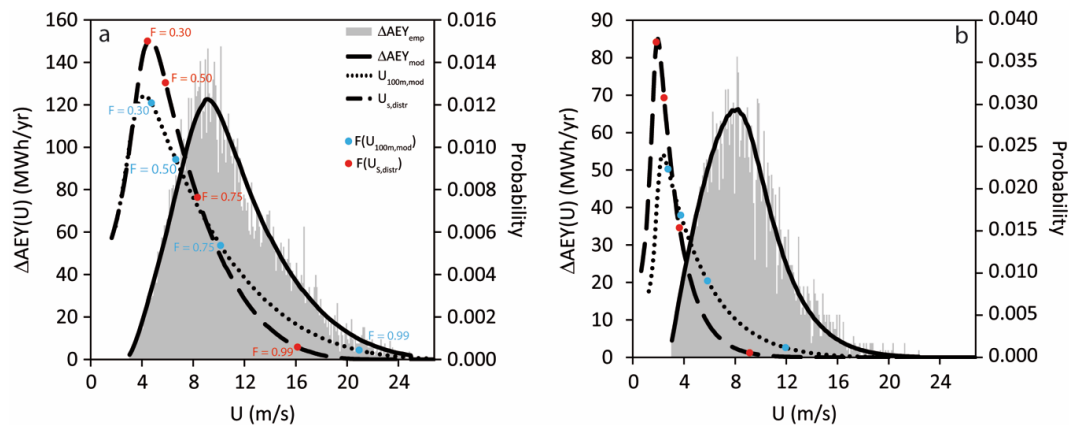 a
160
140
120
100
80
60
40
20
0
ΔAEY(U) (MWh/yr)
0 4 8 12 16 20 24
U (m/s)
0.016
0.014
0.012
0.010
0.008
0.006
0.004
0.002
0.000
Probability
ΔAEYemp
ΔAEYmod
U100m,mod
US,distr
F(U100m,mod)
F(US,distr)
F = 0.30
F = 0.50
F = 0.30
F = 0.50
F = 0.75
F = 0.75
F = 0.99
F = 0.99
b
90
80
70
60
50
40
30
20
10
0
ΔAEY(U) (MWh/yr)
0 4 8 12 16 20 24
U (m/s)
0.040
0.035
0.030
0.025
0.020
0.015
0.010
0.005
0.000
Probability